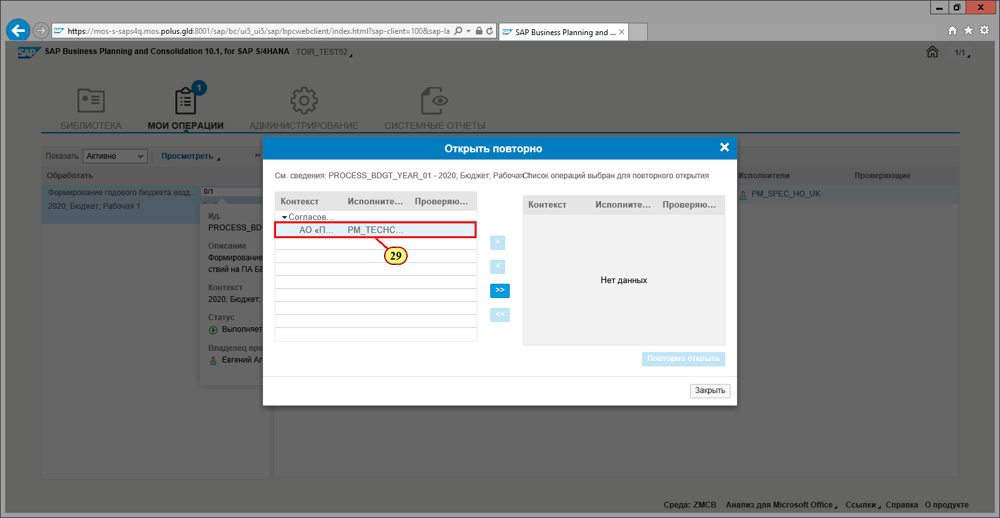 https://mos-s-saps4q.mos.polus.gld:8001/sap/bc/ui5_ui5/sap/bpcwebclient/index.html?sap-client=100&sap-la
SAP Business Planning and ...
SAP Business Planning and Consolidation 10.1, for SAP S/4HANA TOIR_TEST52
1/1
1
БИБЛИОТЕКА МОИ ОПЕРАЦИИ АДМИНИСТРИРОВАНИЕ СИСТЕМНЫЕ ОТЧЕТЫ
Открыть повторно
Показать Активно Просмотреть »
Обработать
Исполнители Проверяющие
Формирование годового бюджета возд... 0/1
2020; Бюджет; Рабочая 1
PM_SPEC_HO_UK
Ид.
PROCESS_BD
Описание
Формирование
ствий на ПА БЕ
Контекст
2020; Бюджет;
Статус
Выполняет
Владелец про
Евгений Ал
См. сведения: PROCESS_BDGT_YEAR_01 - 2020; Бюджет; Рабочая 1
Список операций выбран для повторного открытия
Контекст Исполните... Проверяю...
Согласов...
АО «П... PM_TECHC...
29
>
<
>>
<<
Контекст Исполните... Проверяю...
Нет данных
Повторно открыть
Закрыть
Среда: ZMCB Анализ для Microsoft Office Ссылки Справка О продукте